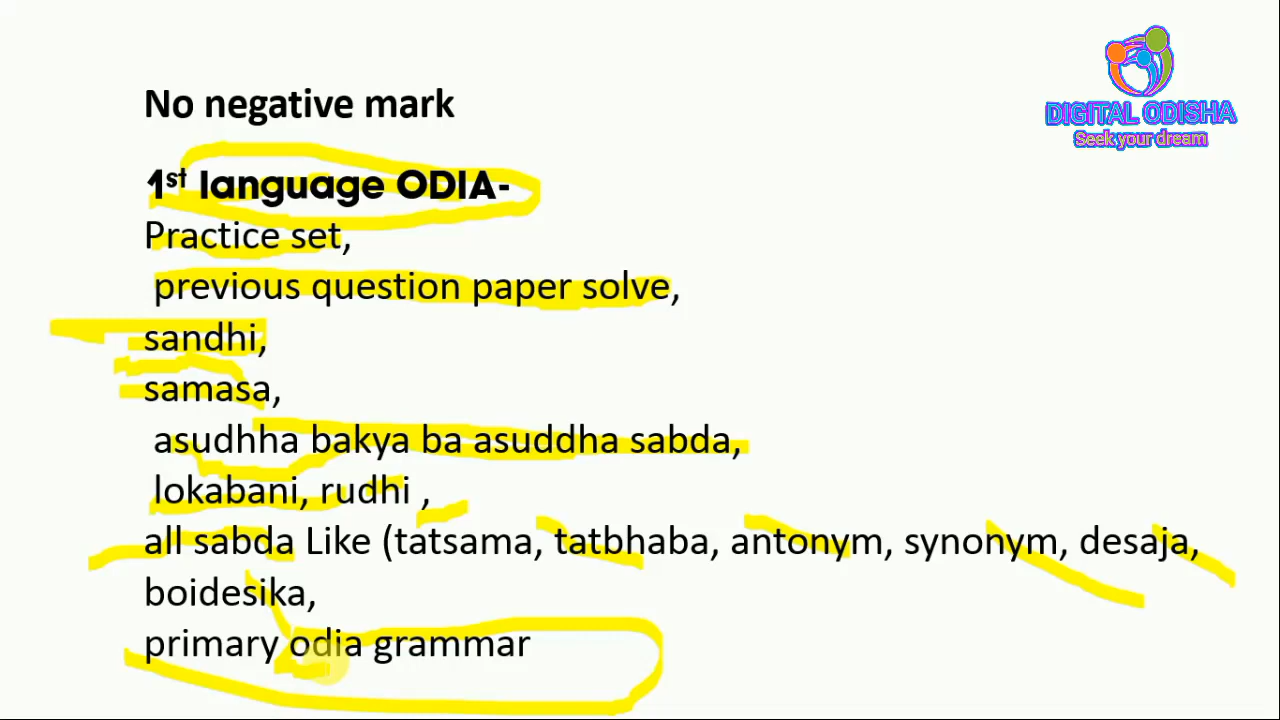 DIGITAL ODISHA
Seek your dream
No negative mark
1st language ODIA-
Practice set,
previous question paper solve,
sandhi,
samasa,
asudhha bakya ba asuddha sabda,
lokabani, rudhi ,
all sabda Like (tatsama, tatbhaba, antonym, synonym, desaja,
boidesika,
primary odia grammar